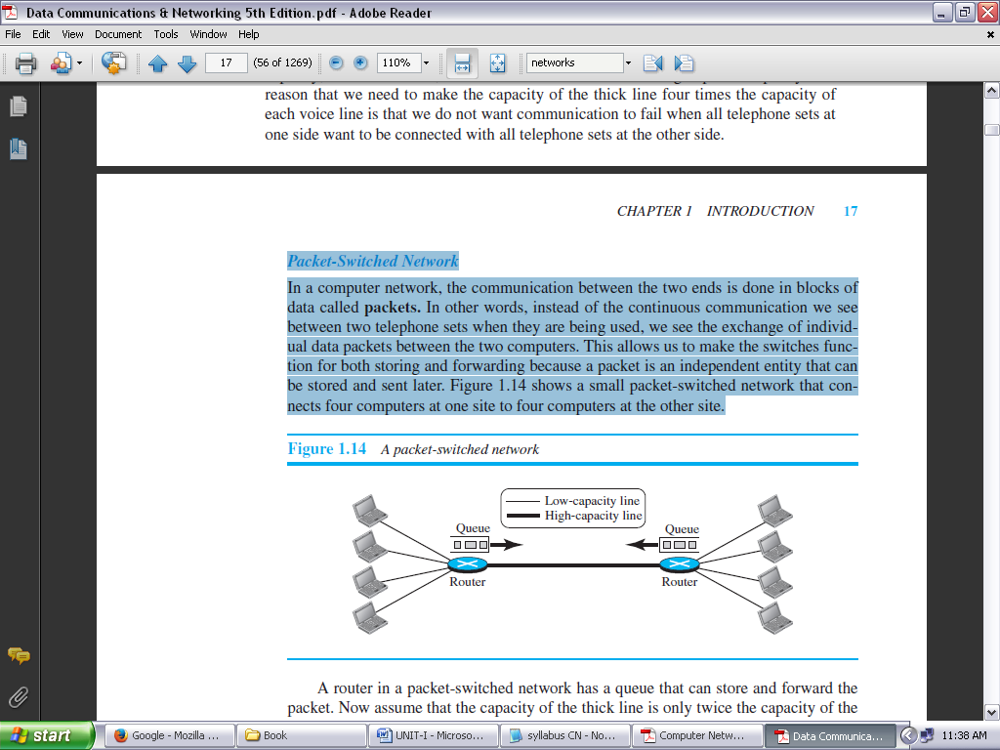 Data Communications & Networking 5th Edition.pdf - Adobe Reader
File Edit View Document Tools Window Help
17 (56 of 1269) 110% networks
reason that we need to make the capacity of the thick line four times the capacity of
each voice line is that we do not want communication to fail when all telephone sets at
one side want to be connected with all telephone sets at the other side.
CHAPTER 1 INTRODUCTION 17
Packet-Switched Network
In a computer network, the communication between the two ends is done in blocks of
data called packets. In other words, instead of the continuous communication we see
between two telephone sets when they are being used, we see the exchange of individ-
ual data packets between the two computers. This allows us to make the switches func-
tion for both storing and forwarding because a packet is an independent entity that can
be stored and sent later. Figure 1.14 shows a small packet-switched network that con-
nects four computers at one site to four computers at the other site.
Figure 1.14 A packet-switched network
Low-capacity line
High-capacity line
Queue Queue
Router Router
A router in a packet-switched network has a queue that can store and forward the
packet. Now assume that the capacity of the thick line is only twice the capacity of the
start Google - Mozilla ... Book UNIT-I - Microso... syllabus CN - No... Computer Netw... Data Communica... 11:38 AM